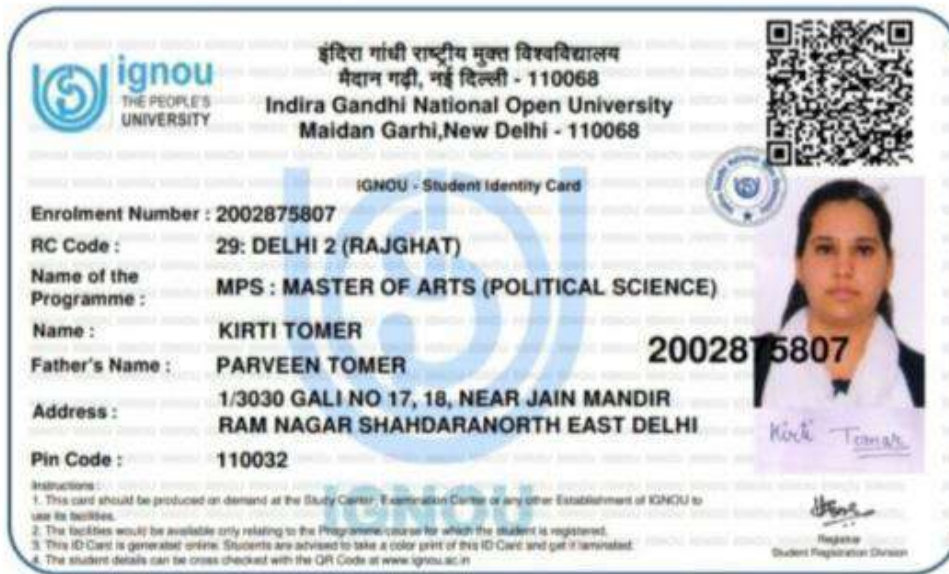 ignou
THE PEOPLE'S
UNIVERSITY
इंदिरा गांधी राष्ट्रीय मुक्त विश्वविद्यालय
मैदान गढ़ी, नई दिल्ली - 110068
Indira Gandhi National Open University
Maidan Garhi,New Delhi - 110068
IGNOU - Student Identity Card
Enrolment Number : 2002875807
RC Code : 29: DELHI 2 (RAJGHAT)
Name of the
Programme : MPS : MASTER OF ARTS (POLITICAL SCIENCE)
Name : KIRTI TOMER
Father's Name : PARVEEN TOMER
2002875807
Address : 1/3030 GALI NO 17, 18, NEAR JAIN MANDIR
RAM NAGAR SHAHDARANORTH EAST DELHI
Kirti Tomar
Pin Code : 110032
Instructions :
1. This card should be produced on demand at the Study Center, Examination Center or any other Establishment of IGNOU to
use its facilities.
2. The facilities would be available only relating to the Programme/course for which the student is registered.
3. This ID Card is generated online. Students are advised to take a color print of this ID Card and get it laminated.
4. The student details can be cross checked with the QR Code at www.ignou.ac.in
Registrar
Student Registration Division
IGNOU